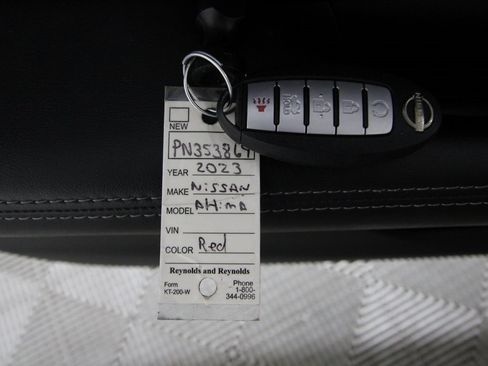 NEW
PN353864
YEAR 2023
MAKE NiSSAN
MODEL AltimA
VIN
COLOR Red
Reynolds and Reynolds
Form KT-200-W
Phone 1-800-344-0996